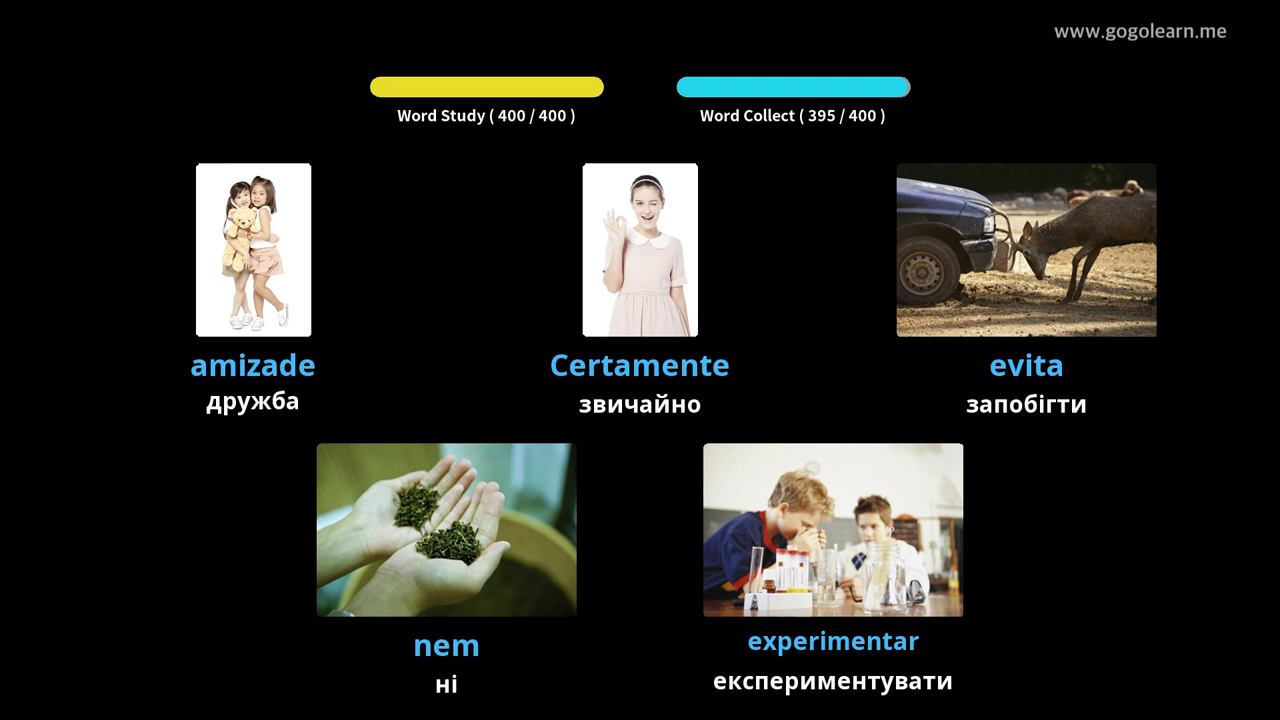 www.gogolearn.me
Word Study ( 400 / 400 )
Word Collect ( 395 / 400 )
amizade
дружба
Certamente
звичайно
evita
запобігти
nem
ні
experimentar
експериментувати